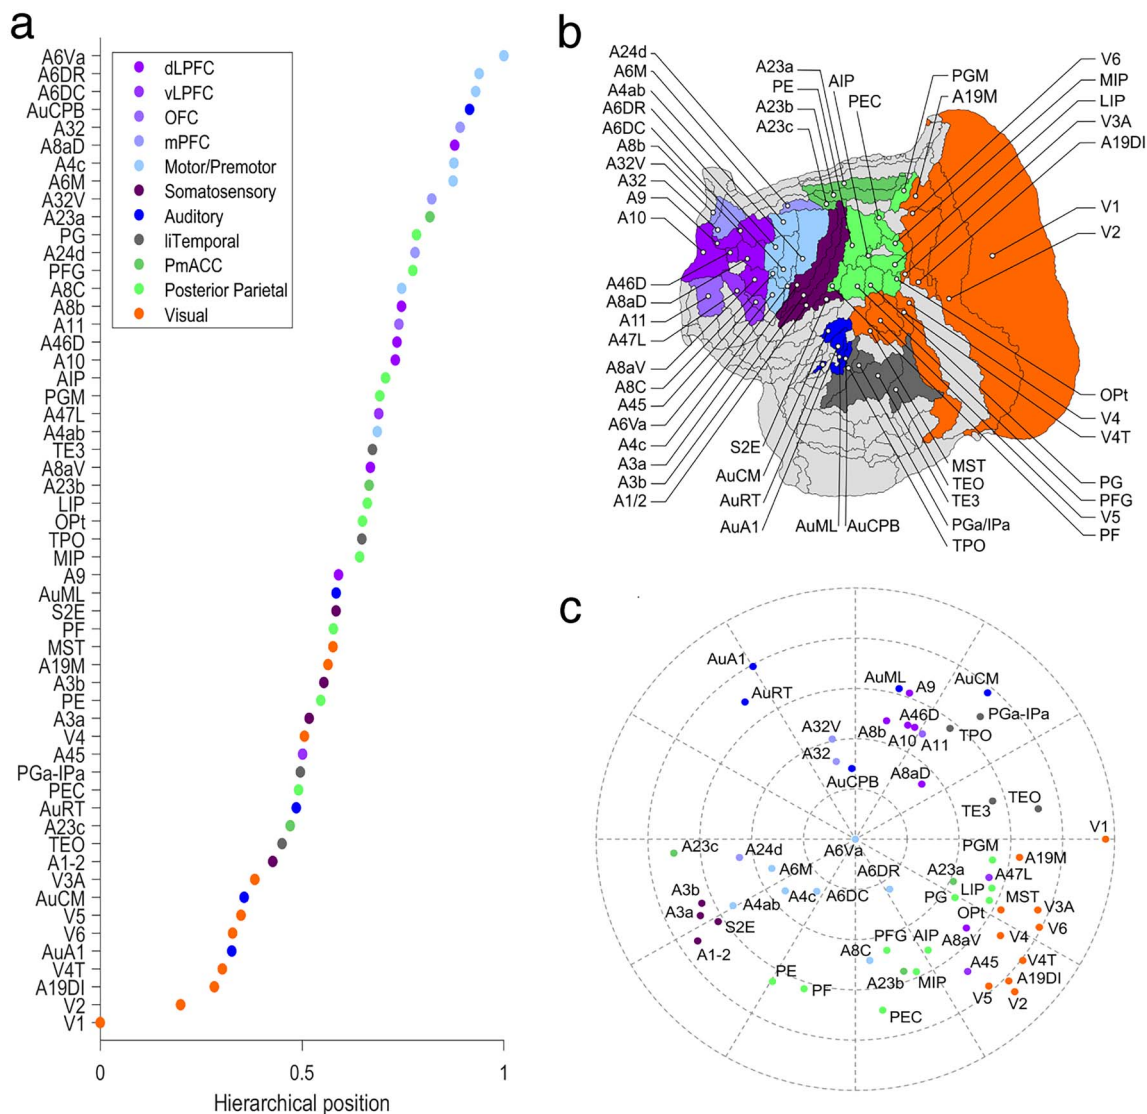 a
A6Va
A6DR
A6DC
AuCPB
A32
A8aD
A4c
A6M
A32V
A23a
PG
A24d
PFG
A8C
A8b
A11
A46D
A10
AIP
PGM
A47L
A4ab
TE3
A8aV
A23b
LIP
OPt
TPO
MIP
A9
AuML
S2E
PF
MST
A19M
A3b
PE
A3a
V4
A45
PGa-IPa
PEC
AuRT
A23c
TEO
A1-2
V3A
AuCM
V5
V6
AuA1
V4T
A19DI
V2
V1
0
0.5
1
Hierarchical position
dLPFC
vLPFC
OFC
mPFC
Motor/Premotor
Somatosensory
Auditory
liTemporal
PmACC
Posterior Parietal
Visual
b
A24d
A6M
A4ab
A6DR
A6DC
A8b
A32V
A32
A9
A10
A46D
A8aD
A11
A47L
A8aV
A8C
A45
A6Va
A4c
A3a
A3b
A1/2
A23a
PE
A23b
A23c
AIP
PEC
PGM
A19M
V6
MIP
LIP
V3A
A19DI
V1
V2
OPt
V4
V4T
PG
PFG
V5
PF
S2E
AuCM
AuRT
AuA1
AuML
AuCPB
MST
TEO
TE3
PGa/IPa
TPO
c
AuA1
AuRT
AuML
A9
AuCM
PGa-IPa
A46D
A8b
A10
A11
TPO
A32V
A32
AuCPB
A8aD
TE3
TEO
V1
A6Va
A23c
A24d
A6M
A6DR
PGM
A19M
A23a
A47L
LIP
MST
A3b
A3a
A4ab
A4c
A6DC
PG
OPt
V3A
S2E
V6
A1-2
PFG
AIP
A8aV
V4
A8C
A45
V4T
PE
PF
A23b
MIP
A19DI
V5
V2
PEC